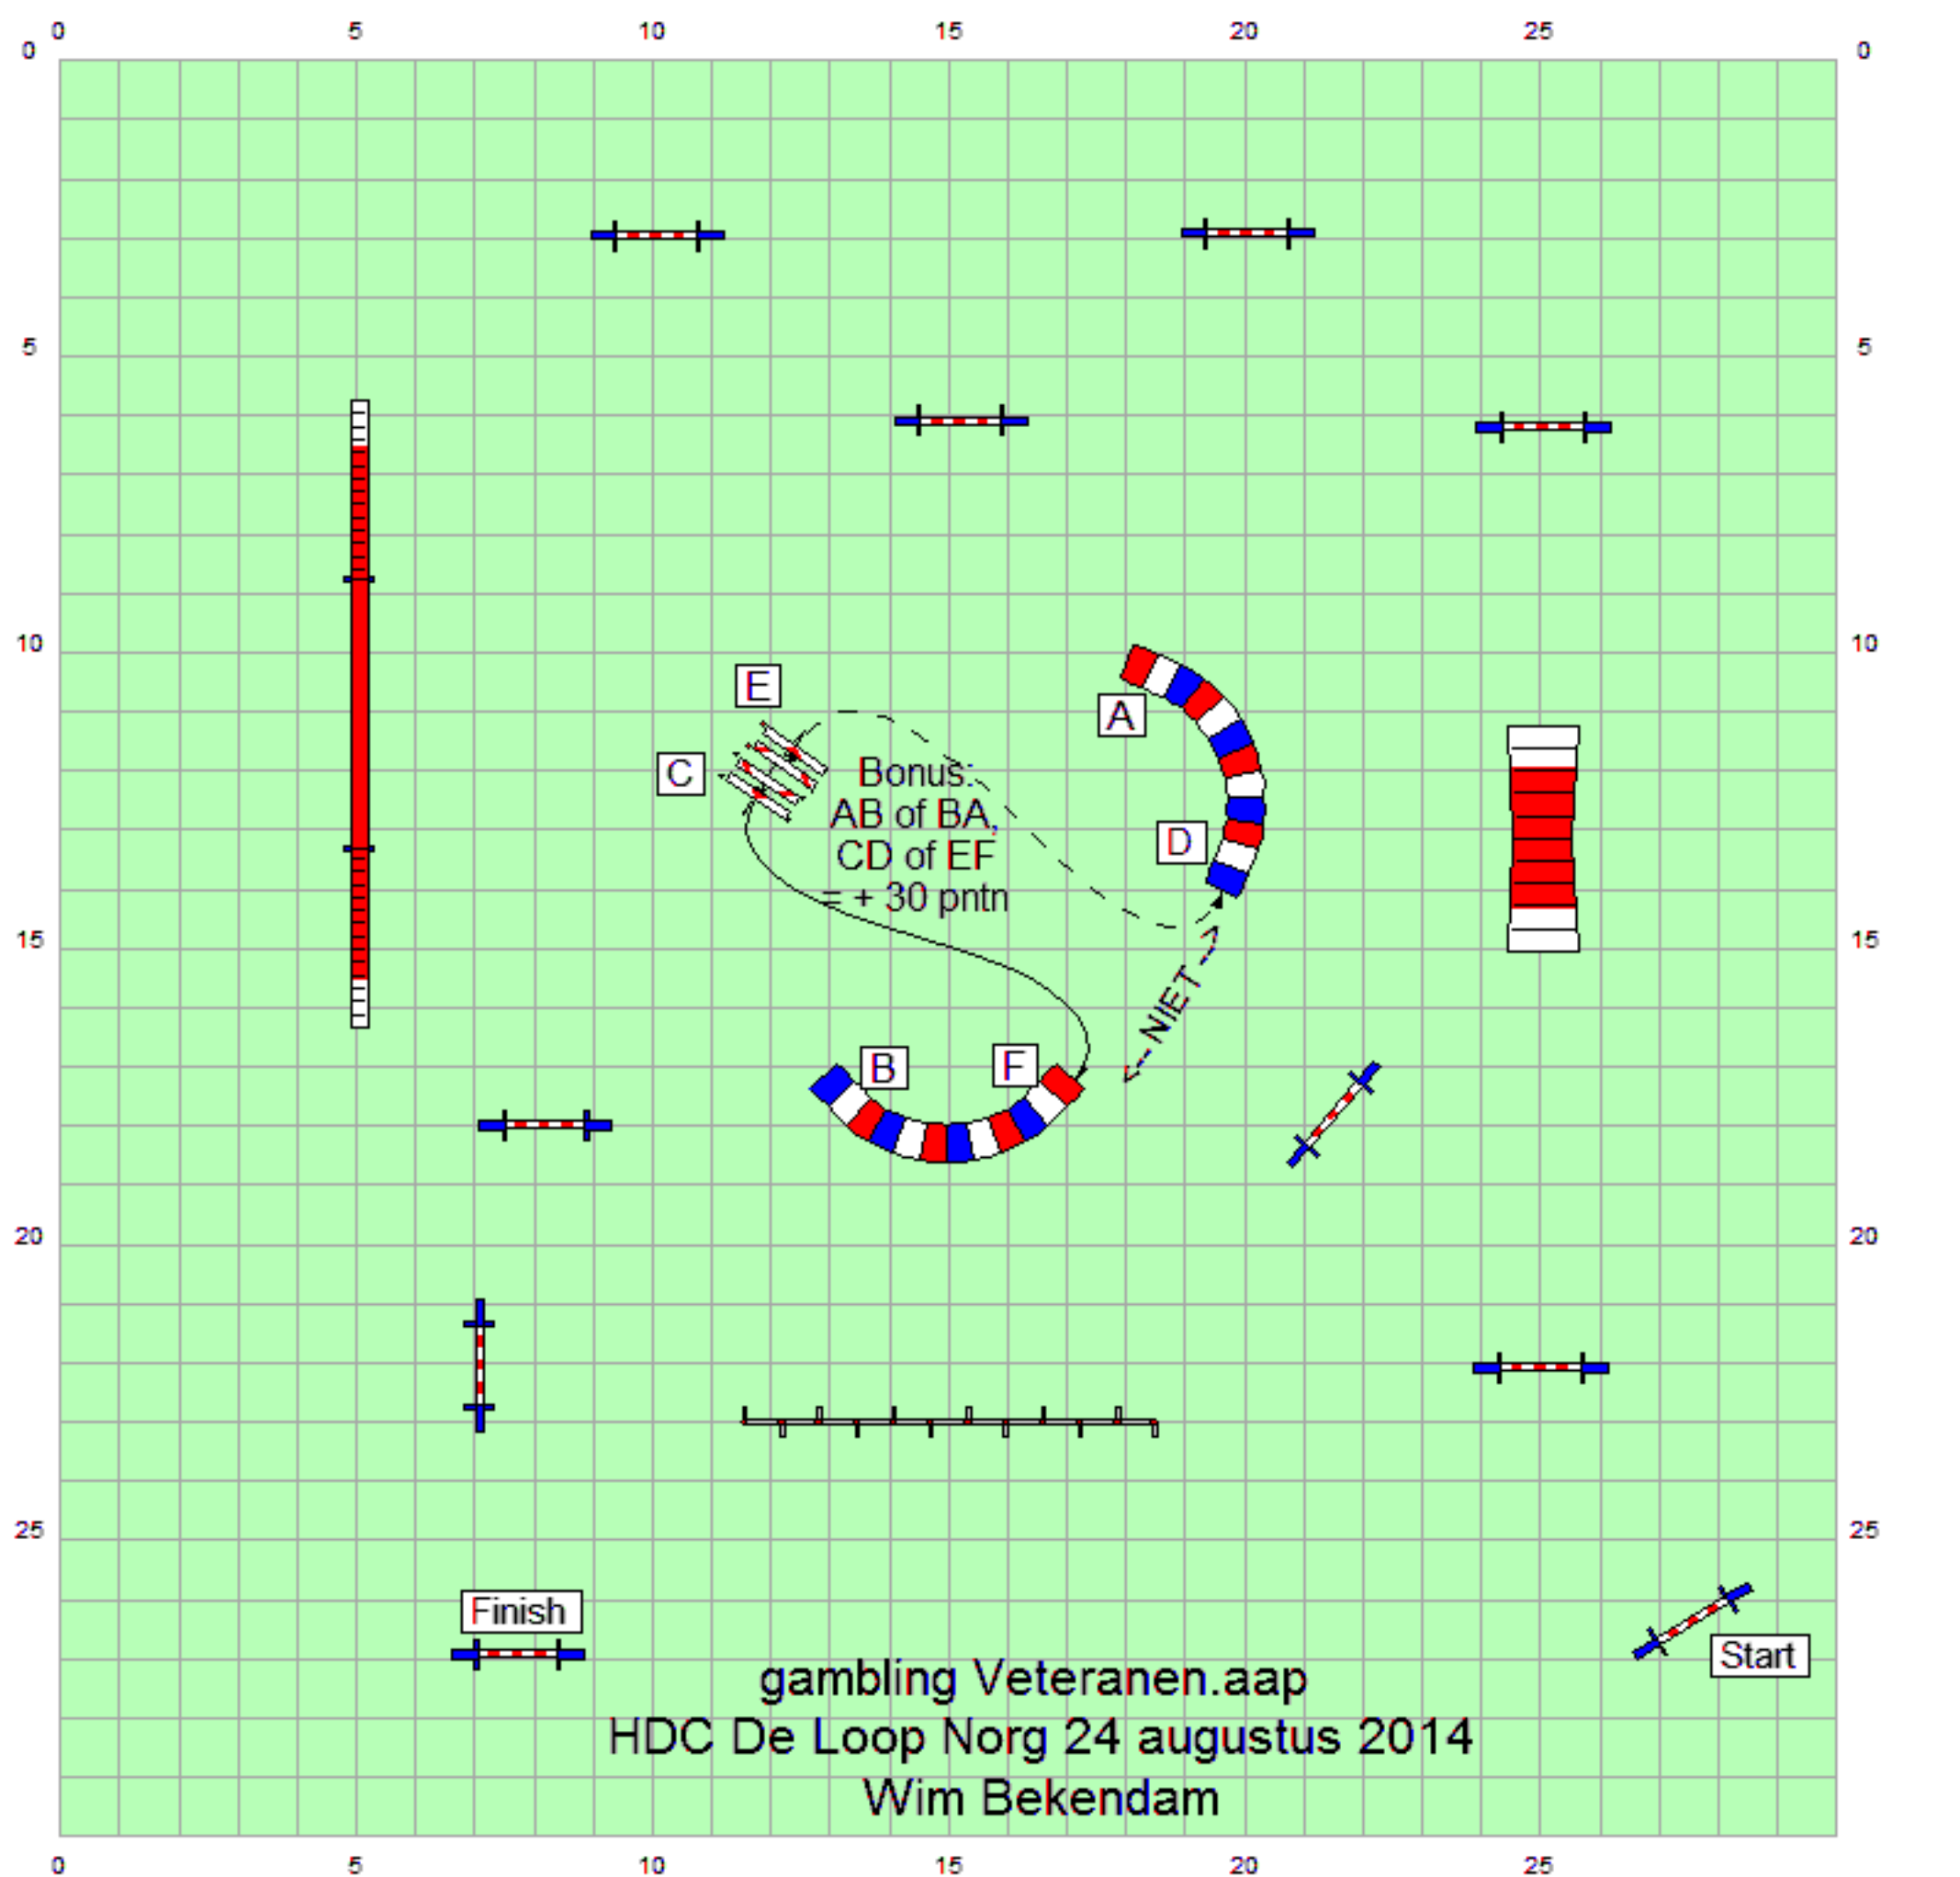 0 5 10 15 20 25
0 0
5 5
10 10
E
A
C
Bonus:
AB of BA,
D
CD of EF
= + 30 pntn
15 15
<-- NIET -->
B F
20 20
25 25
Finish
Start
gambling Veteranen.aap
HDC De Loop Norg 24 augustus 2014
Wim Bekendam
0 5 10 15 20 25